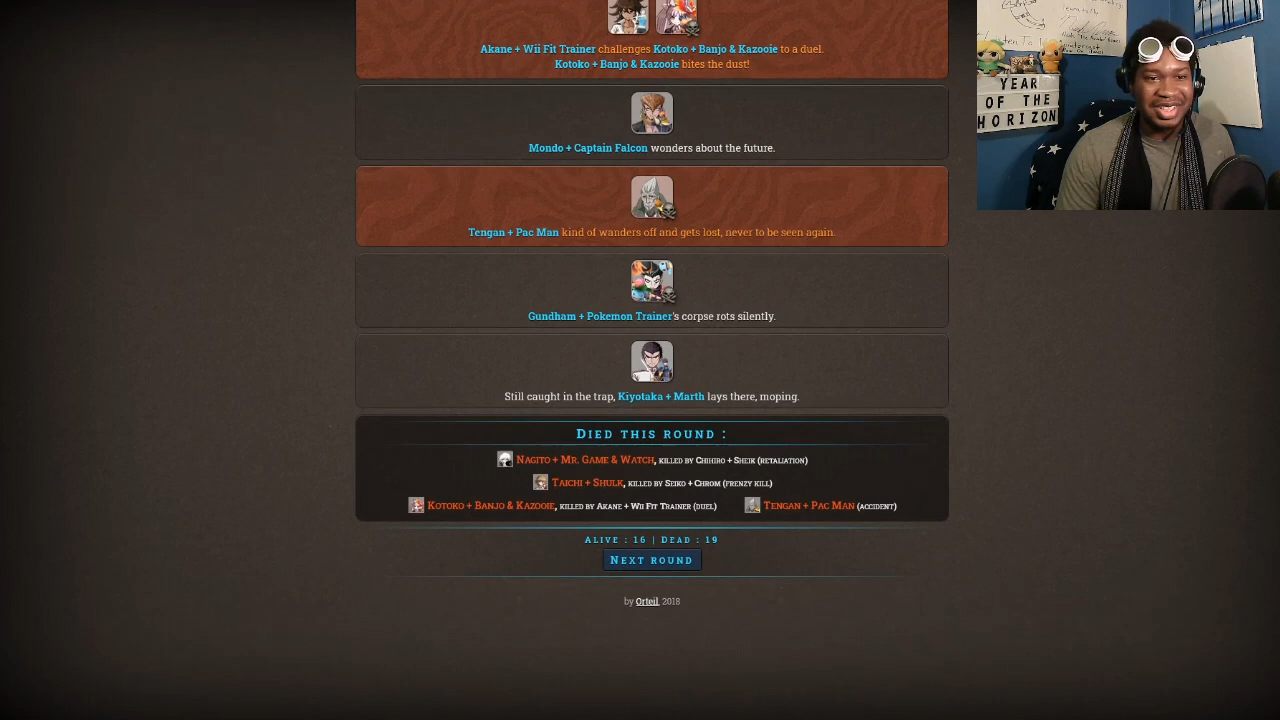 Akane + Wii Fit Trainer challenges Kotoko + Banjo & Kazooie to a duel.
Kotoko + Banjo & Kazooie bites the dust!
Mondo + Captain Falcon wonders about the future.
Tengan + Pac Man kind of wanders off and gets lost, never to be seen again.
Gundham + Pokemon Trainer's corpse rots silently.
Still caught in the trap, Kiyotaka + Marth lays there, moping.
Died this round :
Nagito + Mr. Game & Watch, killed by Chihiro + Sheik (retaliation)
Taichi + Shulk, killed by Seiko + Chrom (frenzy kill)
Kotoko + Banjo & Kazooie, killed by Akane + Wii Fit Trainer (duel)
Tengan + Pac Man (accident)
Alive : 16 | Dead : 19
Next round
by Orteil, 2018
YEAR
OF THE
HORIZON